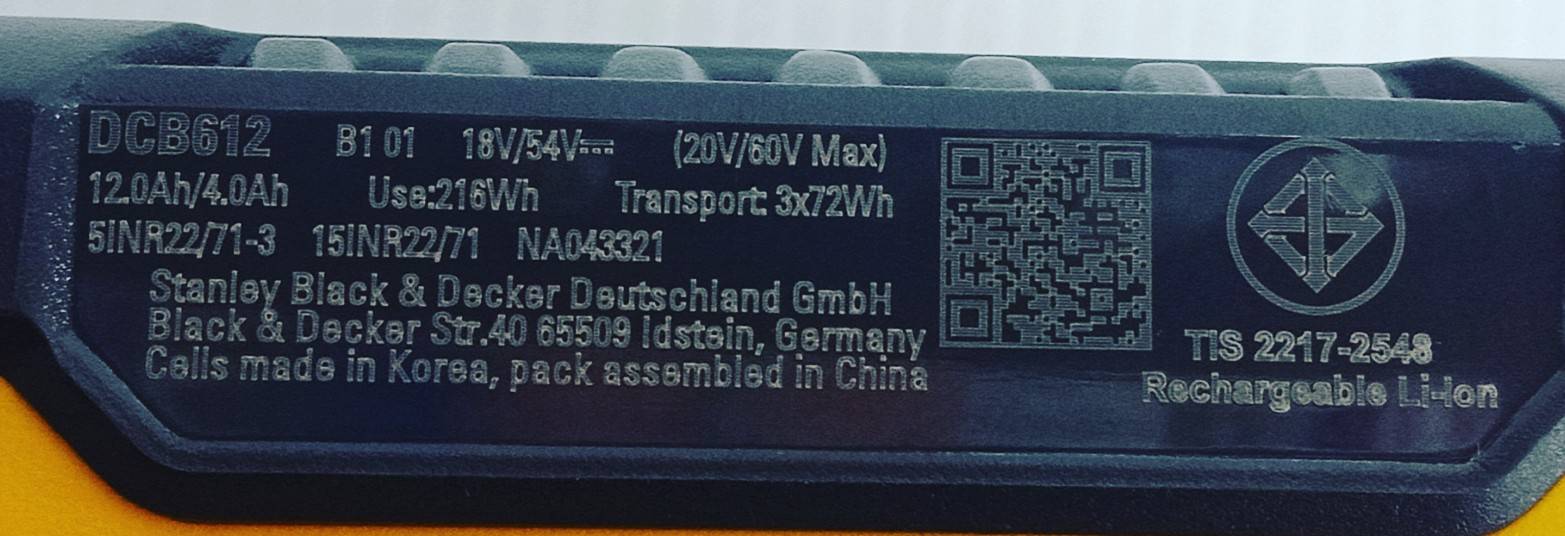 DCB612 B1 01 18V/54V⎓ (20V/60V Max)
12.0Ah/4.0Ah Use:216Wh Transport: 3x72Wh
5INR22/71-3 15INR22/71 NA043321
Stanley Black & Decker Deutschland GmbH
Black & Decker Str.40 65509 Idstein, Germany
Cells made in Korea, pack assembled in China
TIS 2217-2548
Rechargeable Li-Ion